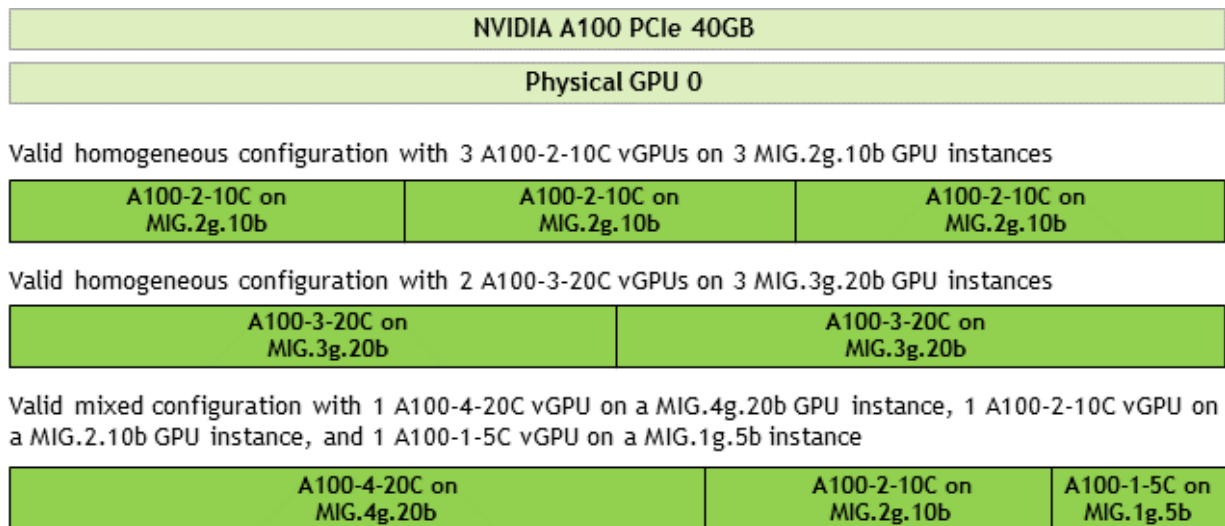 NVIDIA A100 PCIe 40GB
Physical GPU 0
Valid homogeneous configuration with 3 A100-2-10C vGPUs on 3 MIG.2g.10b GPU instances
A100-2-10C on
MIG.2g.10b
A100-2-10C on
MIG.2g.10b
A100-2-10C on
MIG.2g.10b
Valid homogeneous configuration with 2 A100-3-20C vGPUs on 3 MIG.3g.20b GPU instances
A100-3-20C on
MIG.3g.20b
A100-3-20C on
MIG.3g.20b
Valid mixed configuration with 1 A100-4-20C vGPU on a MIG.4g.20b GPU instance, 1 A100-2-10C vGPU on
a MIG.2.10b GPU instance, and 1 A100-1-5C vGPU on a MIG.1g.5b instance
A100-4-20C on
MIG.4g.20b
A100-2-10C on
MIG.2g.10b
A100-1-5C on
MIG.1g.5b